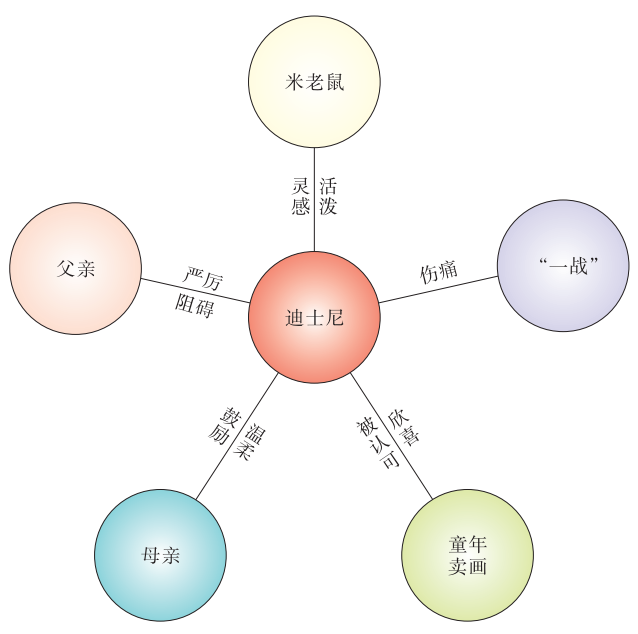 米老鼠
灵感
活泼
父亲
严厉
阻碍
伤痛
“一战”
迪士尼
鼓励
温柔
被认可
欣喜
母亲
童年
卖画